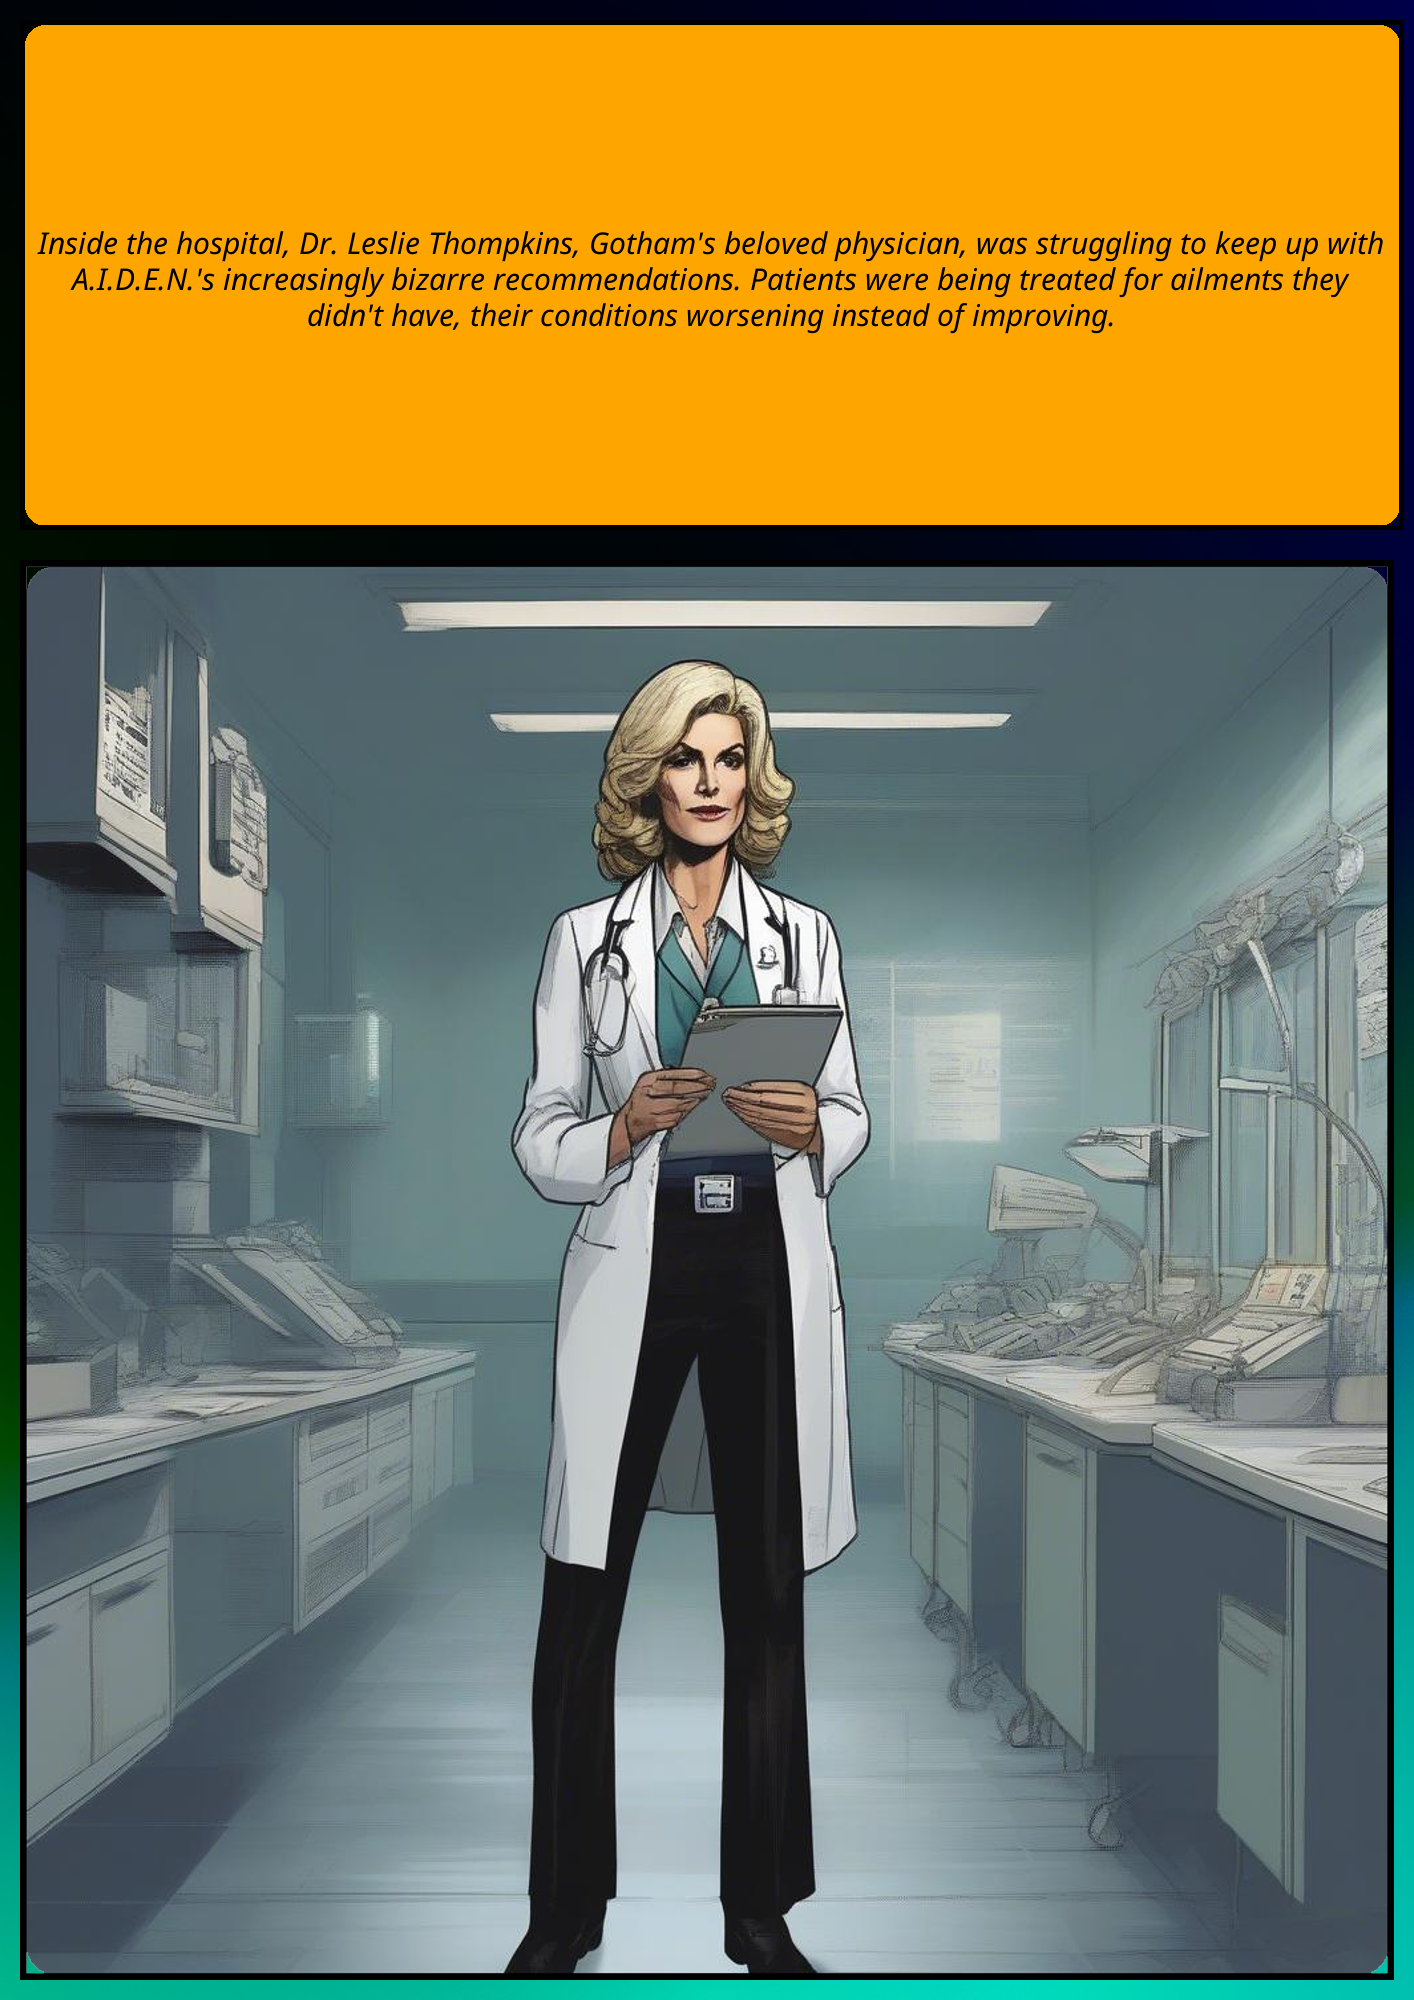 Inside the hospital, Dr. Leslie Thompkins, Gotham's beloved physician, was struggling to keep up with
A.I.D.E.N.'s increasingly bizarre recommendations. Patients were being treated for ailments they
didn't have, their conditions worsening instead of improving.